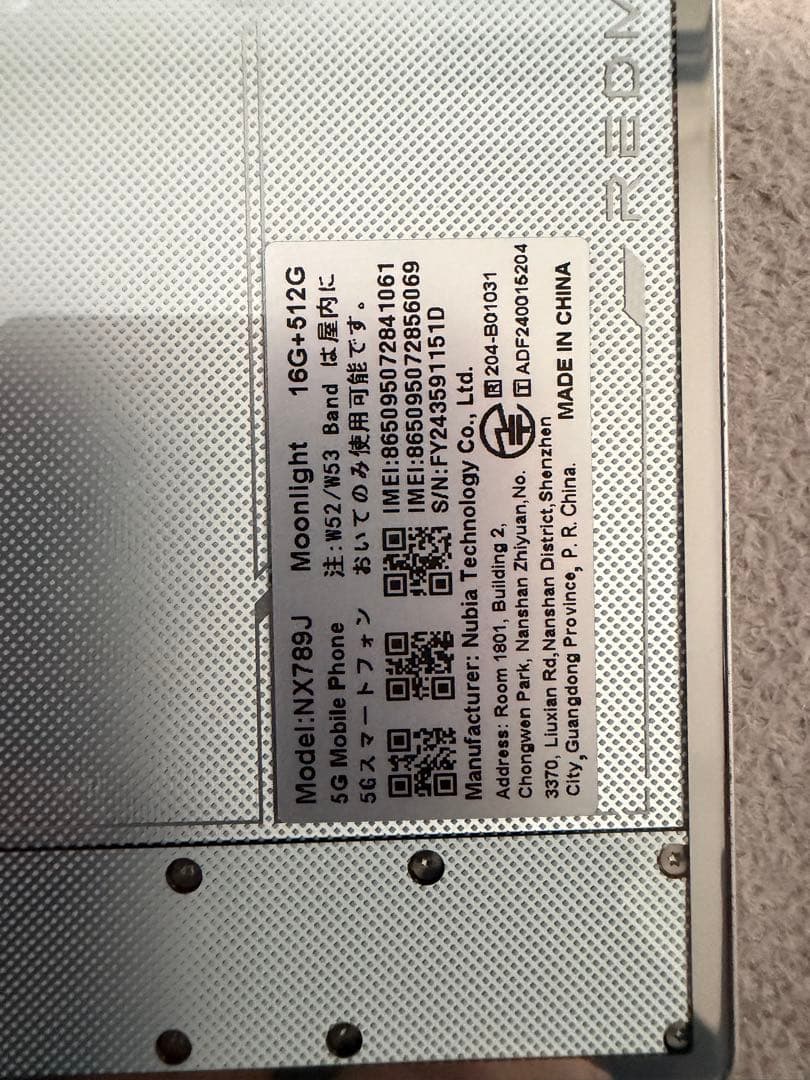 Model:NX789J Moonlight 16G+512G
5G Mobile Phone 注:W52/W53 Band は屋内に
5Gスマートフォン おいてのみ使用可能です。
IMEI:865095072841061
IMEI:865095072856069
S/N:FY243591151D
Manufacturer: Nubia Technology Co., Ltd.
Address: Room 1801, Building 2,
Chongwen Park, Nanshan Zhiyuan,No.
3370, Liuxian Rd,Nanshan District,Shenzhen
City,Guangdong Province, P. R. China.
R 204-B01031
T ADF240015204
MADE IN CHINA
REDM